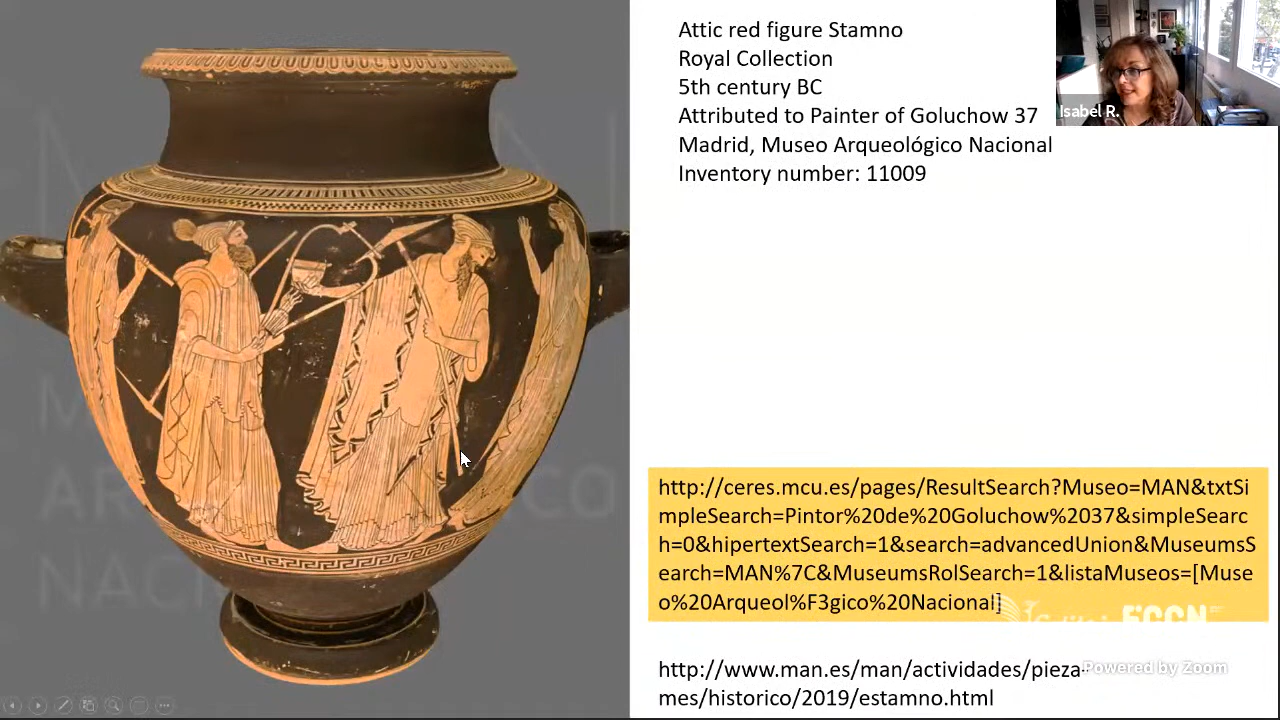 Attic red figure Stamno
Royal Collection
5th century BC
Attributed to Painter of Goluchow 37
Madrid, Museo Arqueológico Nacional
Inventory number: 11009
Isabel R.
http://ceres.mcu.es/pages/ResultSearch?Museo=MAN&txtSi
mpleSearch=Pintor%20de%20Goluchow%2037&simpleSearc
h=0&hipertextSearch=1&search=advancedUnion&MuseumsS
earch=MAN%7C&MuseumsRolSearch=1&listaMuseos=[Muse
o%20Arqueol%F3gico%20Nacional]
FCCN
http://www.man.es/man/actividades/pieza-
mes/historico/2019/estamno.html
Powered by Zoom